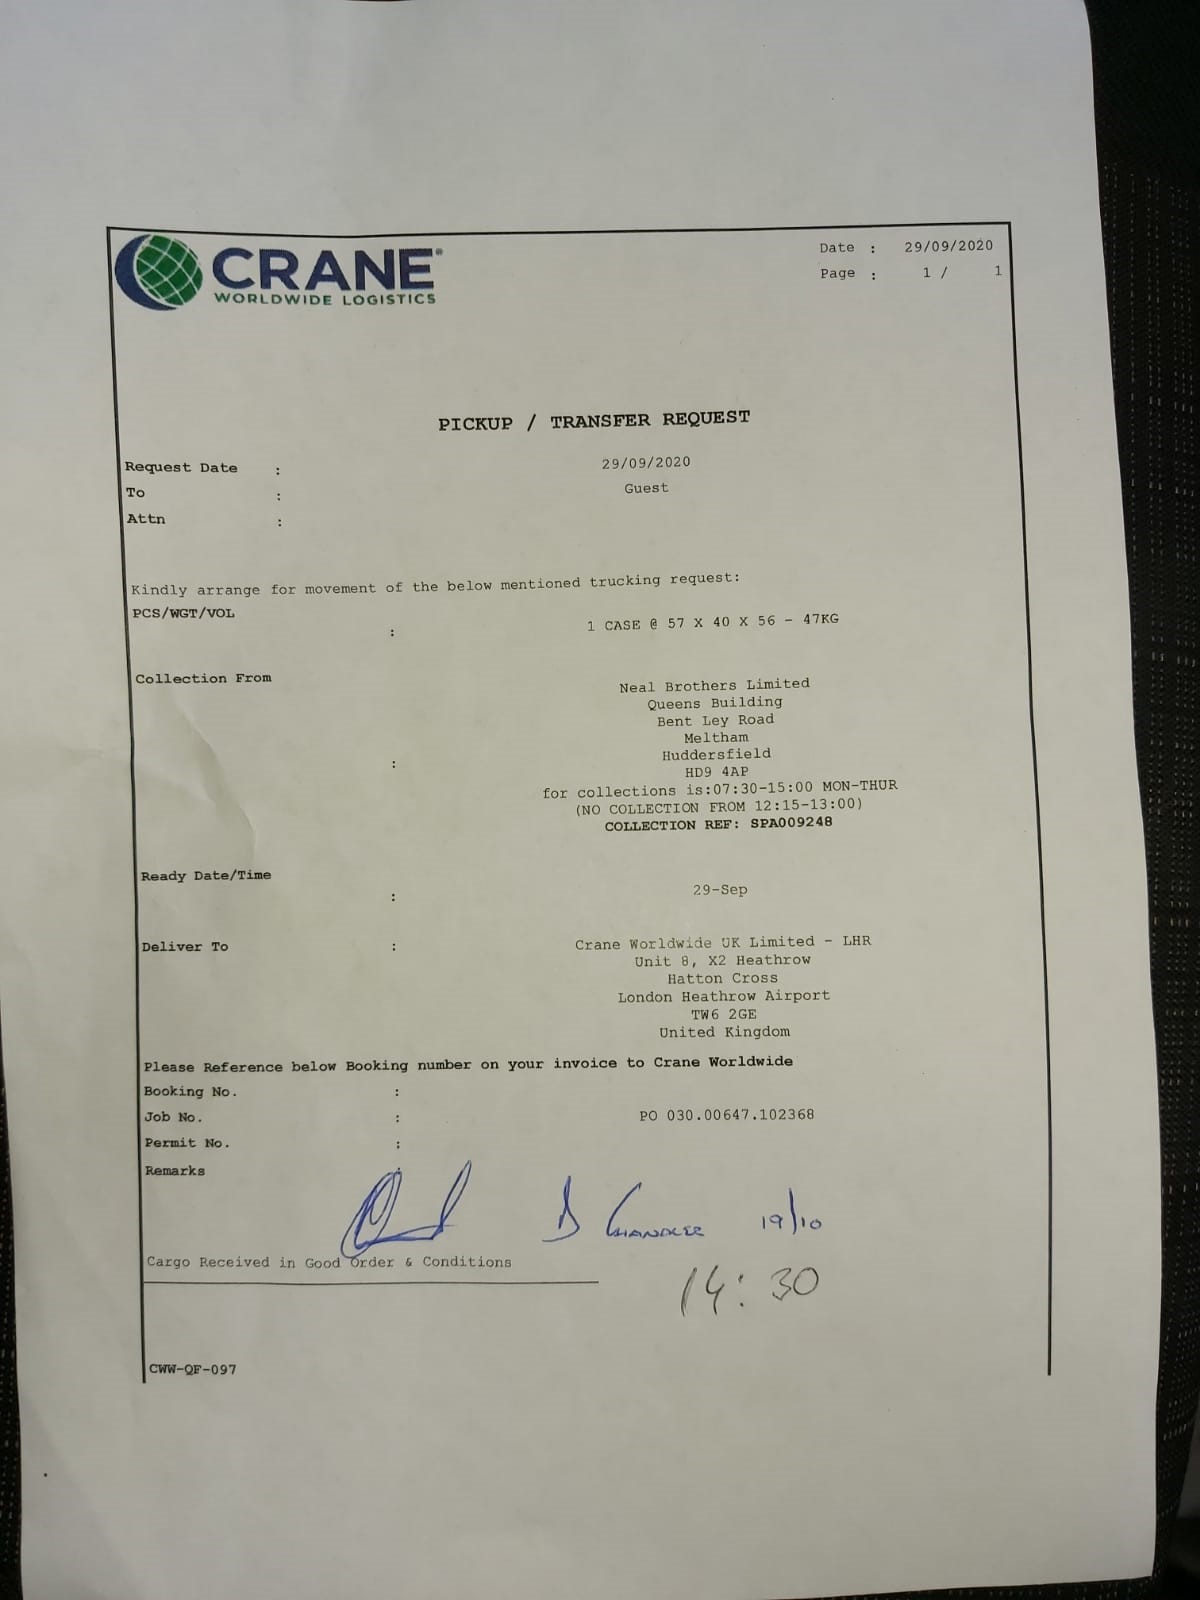 CRANE®
WORLDWIDE LOGISTICS
Date : 29/09/2020
Page : 1 / 1
PICKUP / TRANSFER REQUEST
Request Date : 29/09/2020
To : Guest
Attn :
Kindly arrange for movement of the below mentioned trucking request:
PCS/WGT/VOL : 1 CASE @ 57 X 40 X 56 - 47KG
Collection From : Neal Brothers Limited
Queens Building
Bent Ley Road
Meltham
Huddersfield
HD9 4AP
for collections is:07:30-15:00 MON-THUR
(NO COLLECTION FROM 12:15-13:00)
COLLECTION REF: SPA009248
Ready Date/Time : 29-Sep
Deliver To : Crane Worldwide UK Limited - LHR
Unit 8, X2 Heathrow
Hatton Cross
London Heathrow Airport
TW6 2GE
United Kingdom
Please Reference below Booking number on your invoice to Crane Worldwide
Booking No. :
Job No. : PO 030.00647.102368
Permit No. :
Remarks :
D CHANDLER 19/10
Cargo Received in Good Order & Conditions
14:30
CWW-QF-097